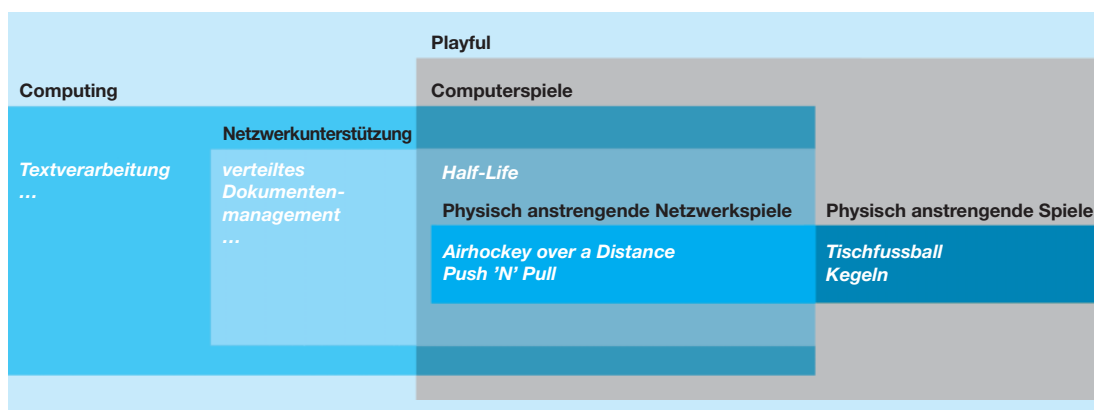 Playful
Computing
Computerspiele
Netzwerkunterstützung
Textverarbeitung
…
verteiltes
Dokumenten-
management
…
Half-Life
Physisch anstrengende Netzwerkspiele
Physisch anstrengende Spiele
Airhockey over a Distance
Push ’N’ Pull
Tischfussball
Kegeln